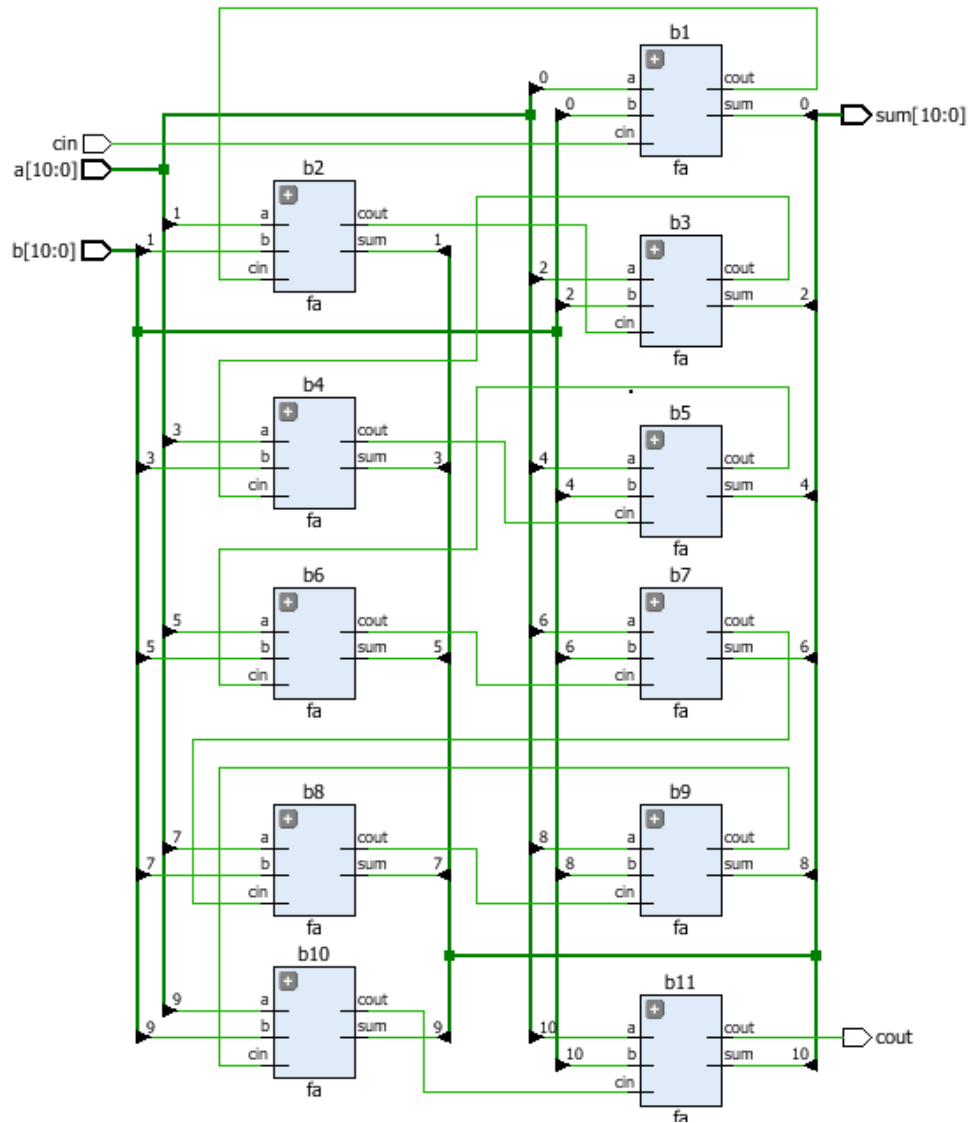 b1
0
a
cout
0
b
sum
0
sum[10:0]
cin
cin
fa
a[10:0]
b2
1
a
cout
b3
b[10:0]
1
b
sum
1
2
a
cout
cin
2
b
sum
2
fa
cin
fa
b4
b5
3
a
cout
3
b
sum
3
4
a
cout
cin
4
b
sum
4
fa
cin
fa
b6
b7
5
a
cout
6
a
cout
5
b
sum
5
6
b
sum
6
cin
cin
fa
fa
b8
b9
7
a
cout
8
a
cout
7
b
sum
7
8
b
sum
8
cin
cin
fa
fa
b10
b11
9
a
cout
9
b
sum
9
10
a
cout
cout
cin
10
b
sum
10
fa
cin
fa